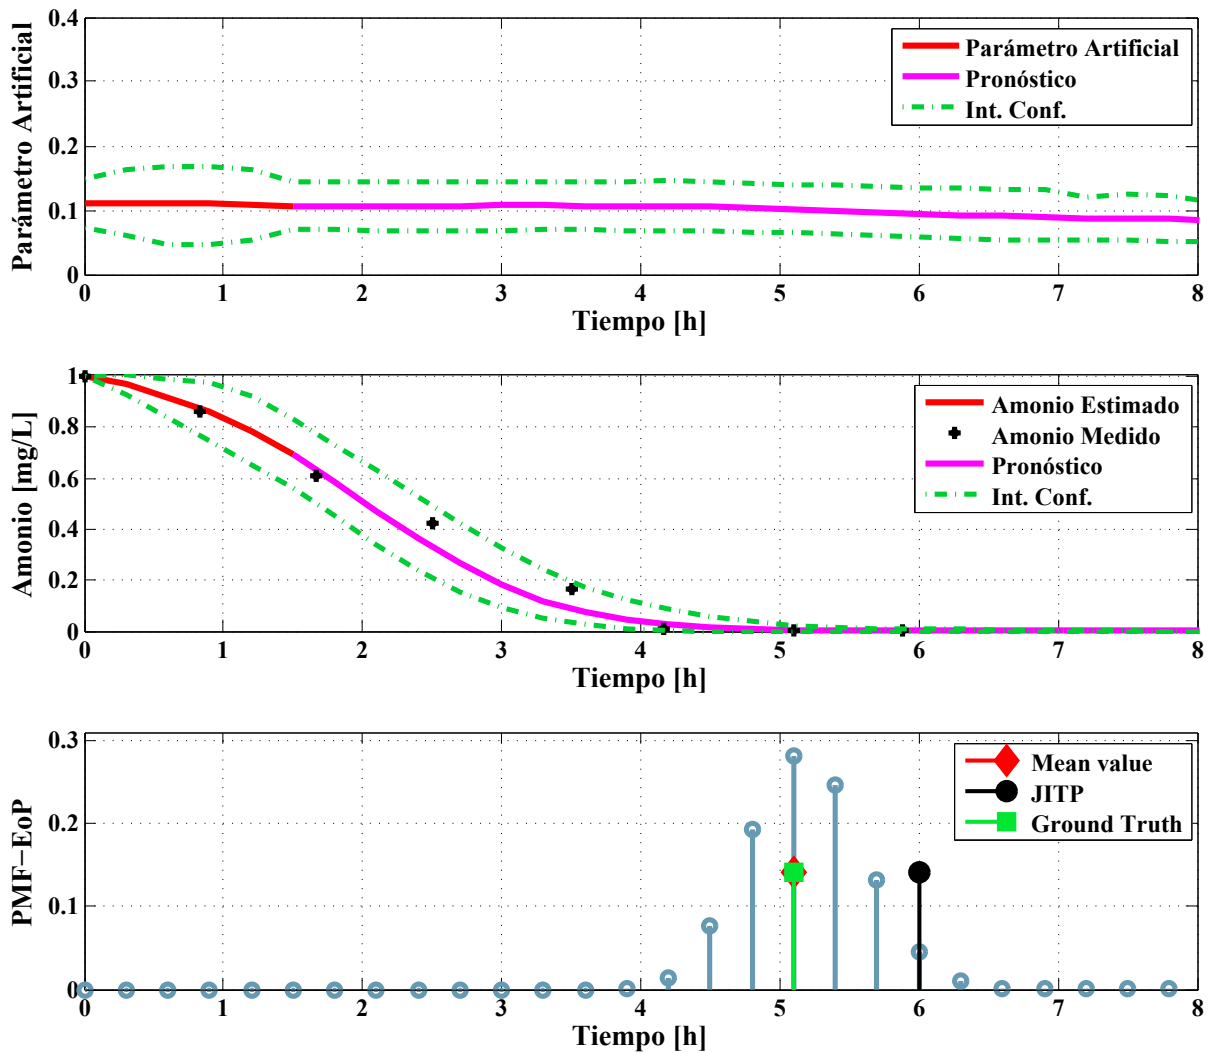 0.4
0.3
0.2
0.1
0
Parámetro Artificial
Parámetro Artificial
Pronóstico
Int. Conf.
0 1 2 3 4 5 6 7 8
Tiempo [h]
1
0.8
0.6
0.4
0.2
0
Amonio [mg/L]
Amonio Estimado
Amonio Medido
Pronóstico
Int. Conf.
0 1 2 3 4 5 6 7 8
Tiempo [h]
0.3
0.2
0.1
0
PMF−EoP
Mean value
JITP
Ground Truth
0 1 2 3 4 5 6 7 8
Tiempo [h]